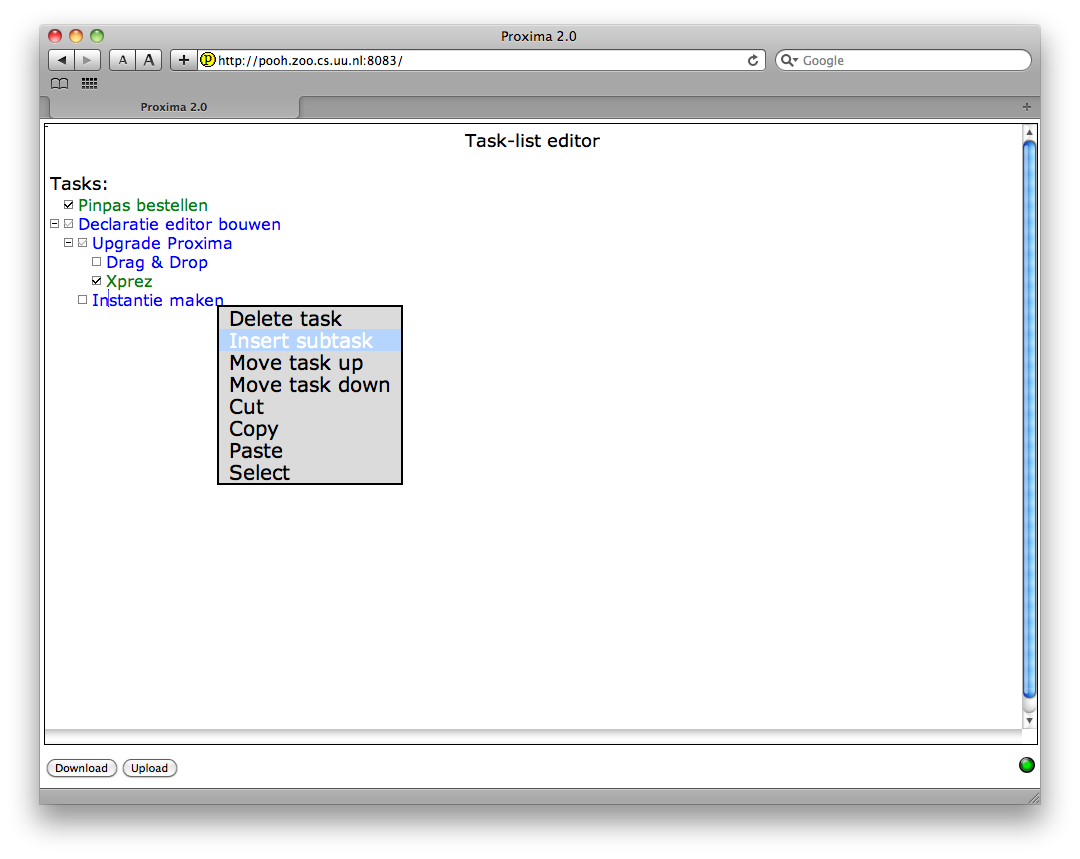 Proxima 2.0
A A + http://pooh.zoo.cs.uu.nl:8083/ Google
Proxima 2.0
Task-list editor
Tasks:
Pinpas bestellen
Declaratie editor bouwen
Upgrade Proxima
Drag & Drop
Xprez
Instantie maken
Delete task
Insert subtask
Move task up
Move task down
Cut
Copy
Paste
Select
Download Upload